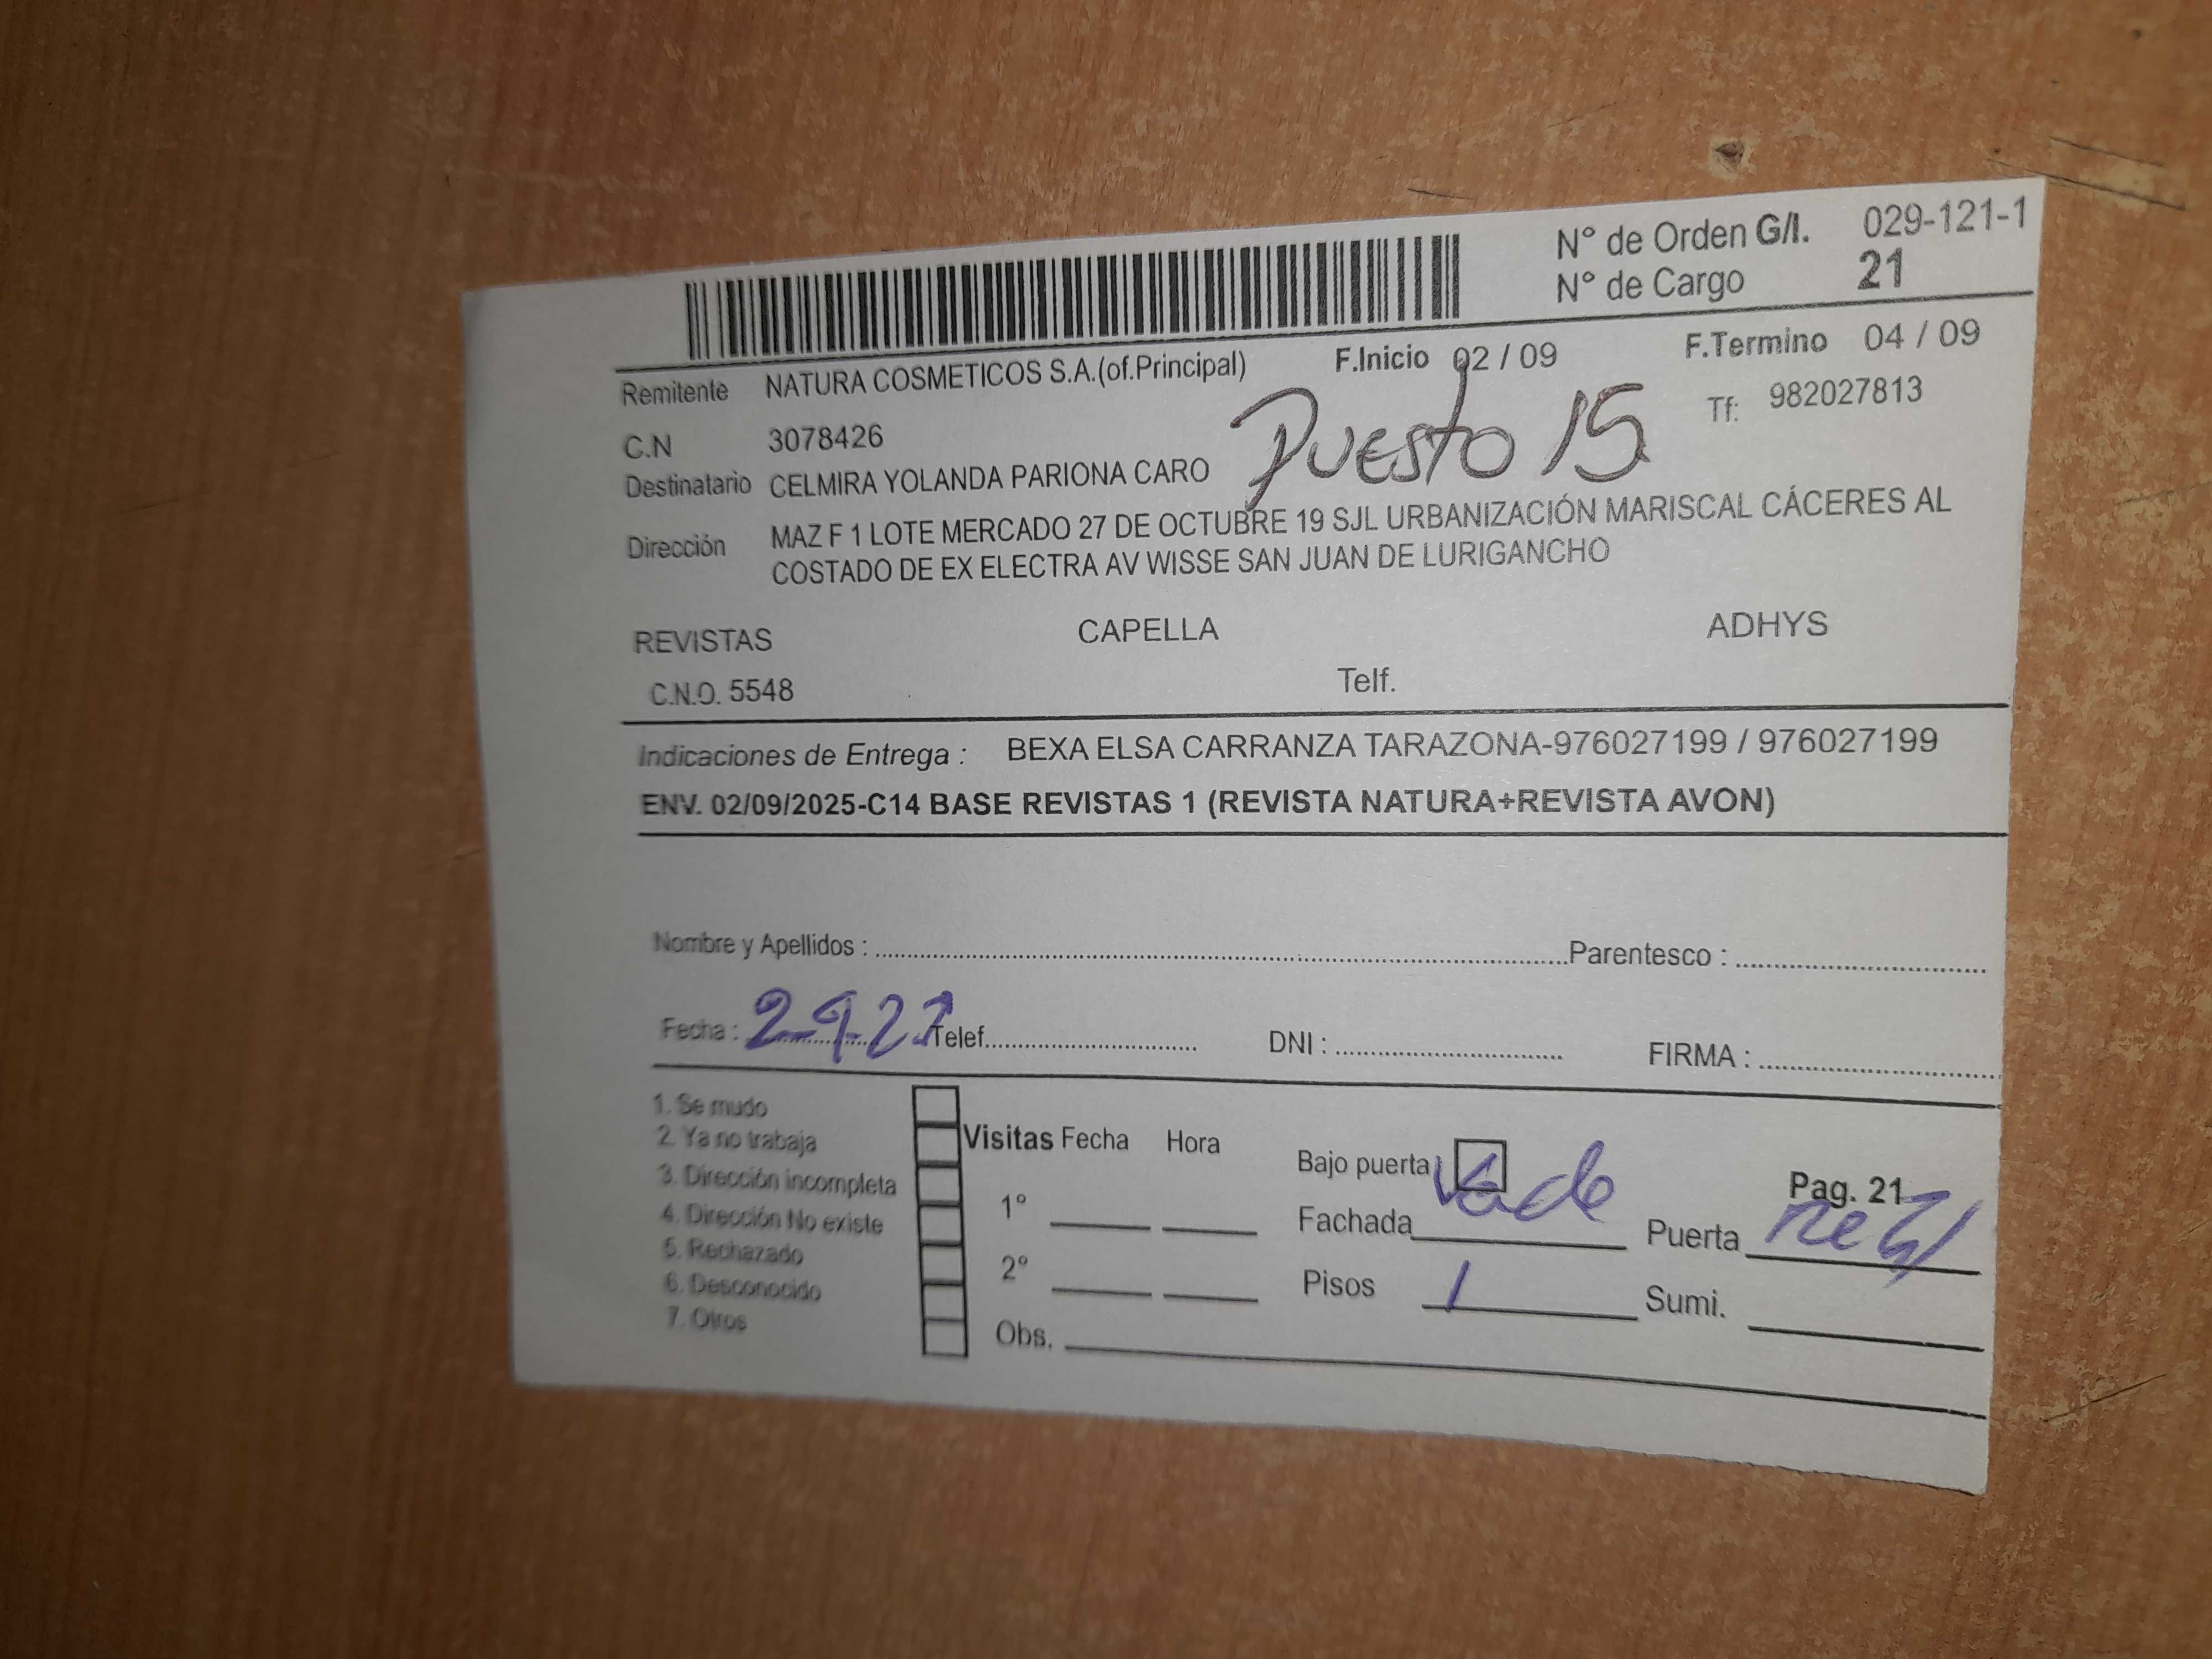 N° de Orden G/I. 029-121-1
N° de Cargo 21
Remitente NATURA COSMETICOS S.A.(of.Principal) F.Inicio 02 / 09 F.Termino 04 / 09
C.N 3078426 Tf: 982027813
Puesto 15
Destinatario CELMIRA YOLANDA PARIONA CARO
Dirección MAZ F 1 LOTE MERCADO 27 DE OCTUBRE 19 SJL URBANIZACIÓN MARISCAL CÁCERES AL
COSTADO DE EX ELECTRA AV WISSE SAN JUAN DE LURIGANCHO
REVISTAS CAPELLA ADHYS
C.N.O. 5548 Telf.
Indicaciones de Entrega : BEXA ELSA CARRANZA TARAZONA-976027199 / 976027199
ENV. 02/09/2025-C14 BASE REVISTAS 1 (REVISTA NATURA+REVISTA AVON)
Nombre y Apellidos : Parentesco :
Fecha : Telef. DNI : FIRMA :
1. Se mudo
2. Ya no trabaja
3. Dirección incompleta
4. Dirección No existe
5. Rechazado
6. Desconocido
7. Otros
Visitas Fecha Hora
1°
2°
Obs.
Bajo puerta
Fachada
Pisos 1
Pag. 21
Puerta
Sumi.